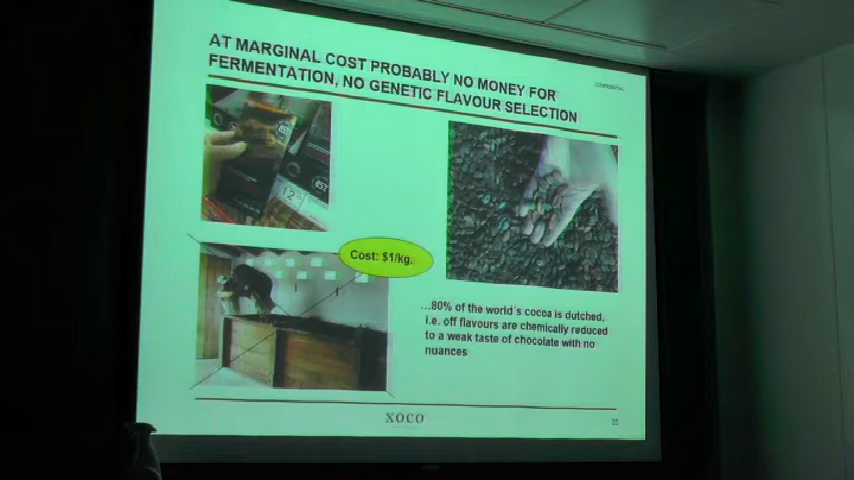 AT MARGINAL COST PROBABLY NO MONEY FOR
FERMENTATION, NO GENETIC FLAVOUR SELECTION
CONFIDENTIAL
Cost: $1/kg.
...80% of the world's cocoa is dutched,
i.e. off flavours are chemically reduced
to a weak taste of chocolate with no
nuances
XOCO